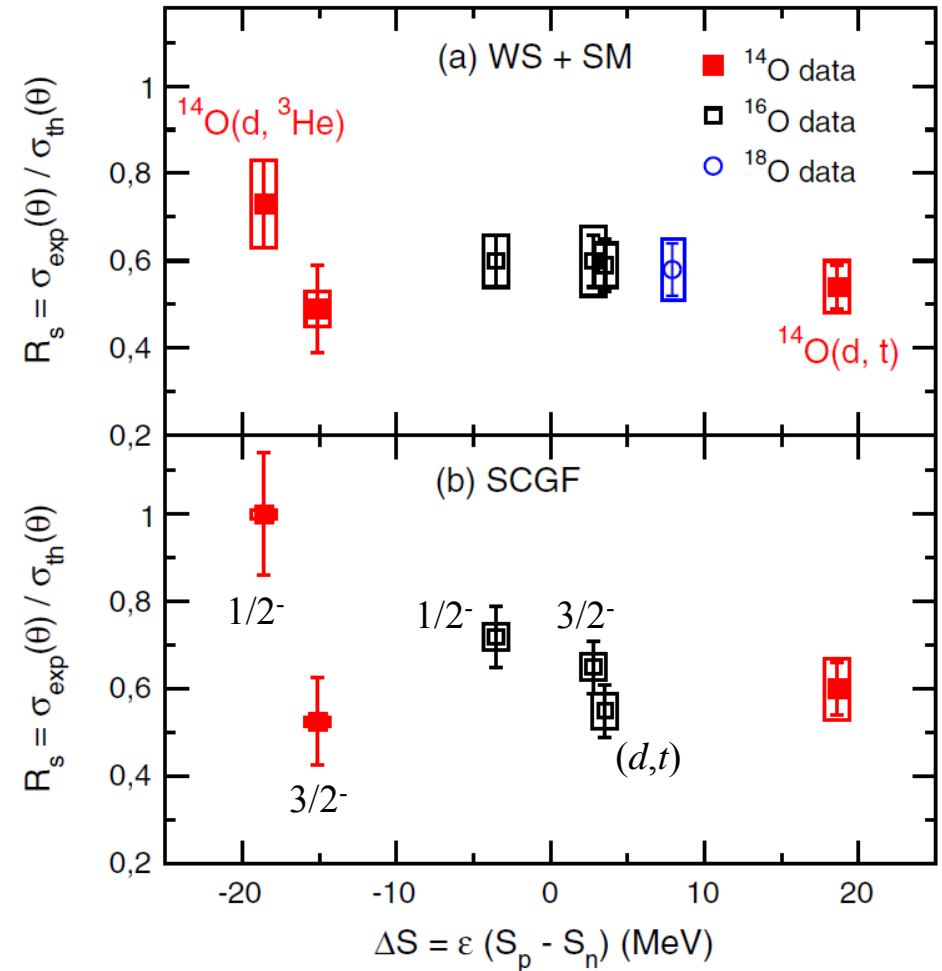 (a) WS + SM
¹⁴O data
¹⁶O data
¹⁸O data
¹⁴O(d, ³He)
¹⁴O(d, t)
1
0,8
0,6
0,4
0,2
R_s = σ_exp(θ) / σ_th(θ)
(b) SCGF
1/2⁻
1/2⁻
3/2⁻
(d,t)
3/2⁻
1
0,8
0,6
0,4
0,2
R_s = σ_exp(θ) / σ_th(θ)
-20
-10
0
10
20
ΔS = ε (S_p - S_n) (MeV)